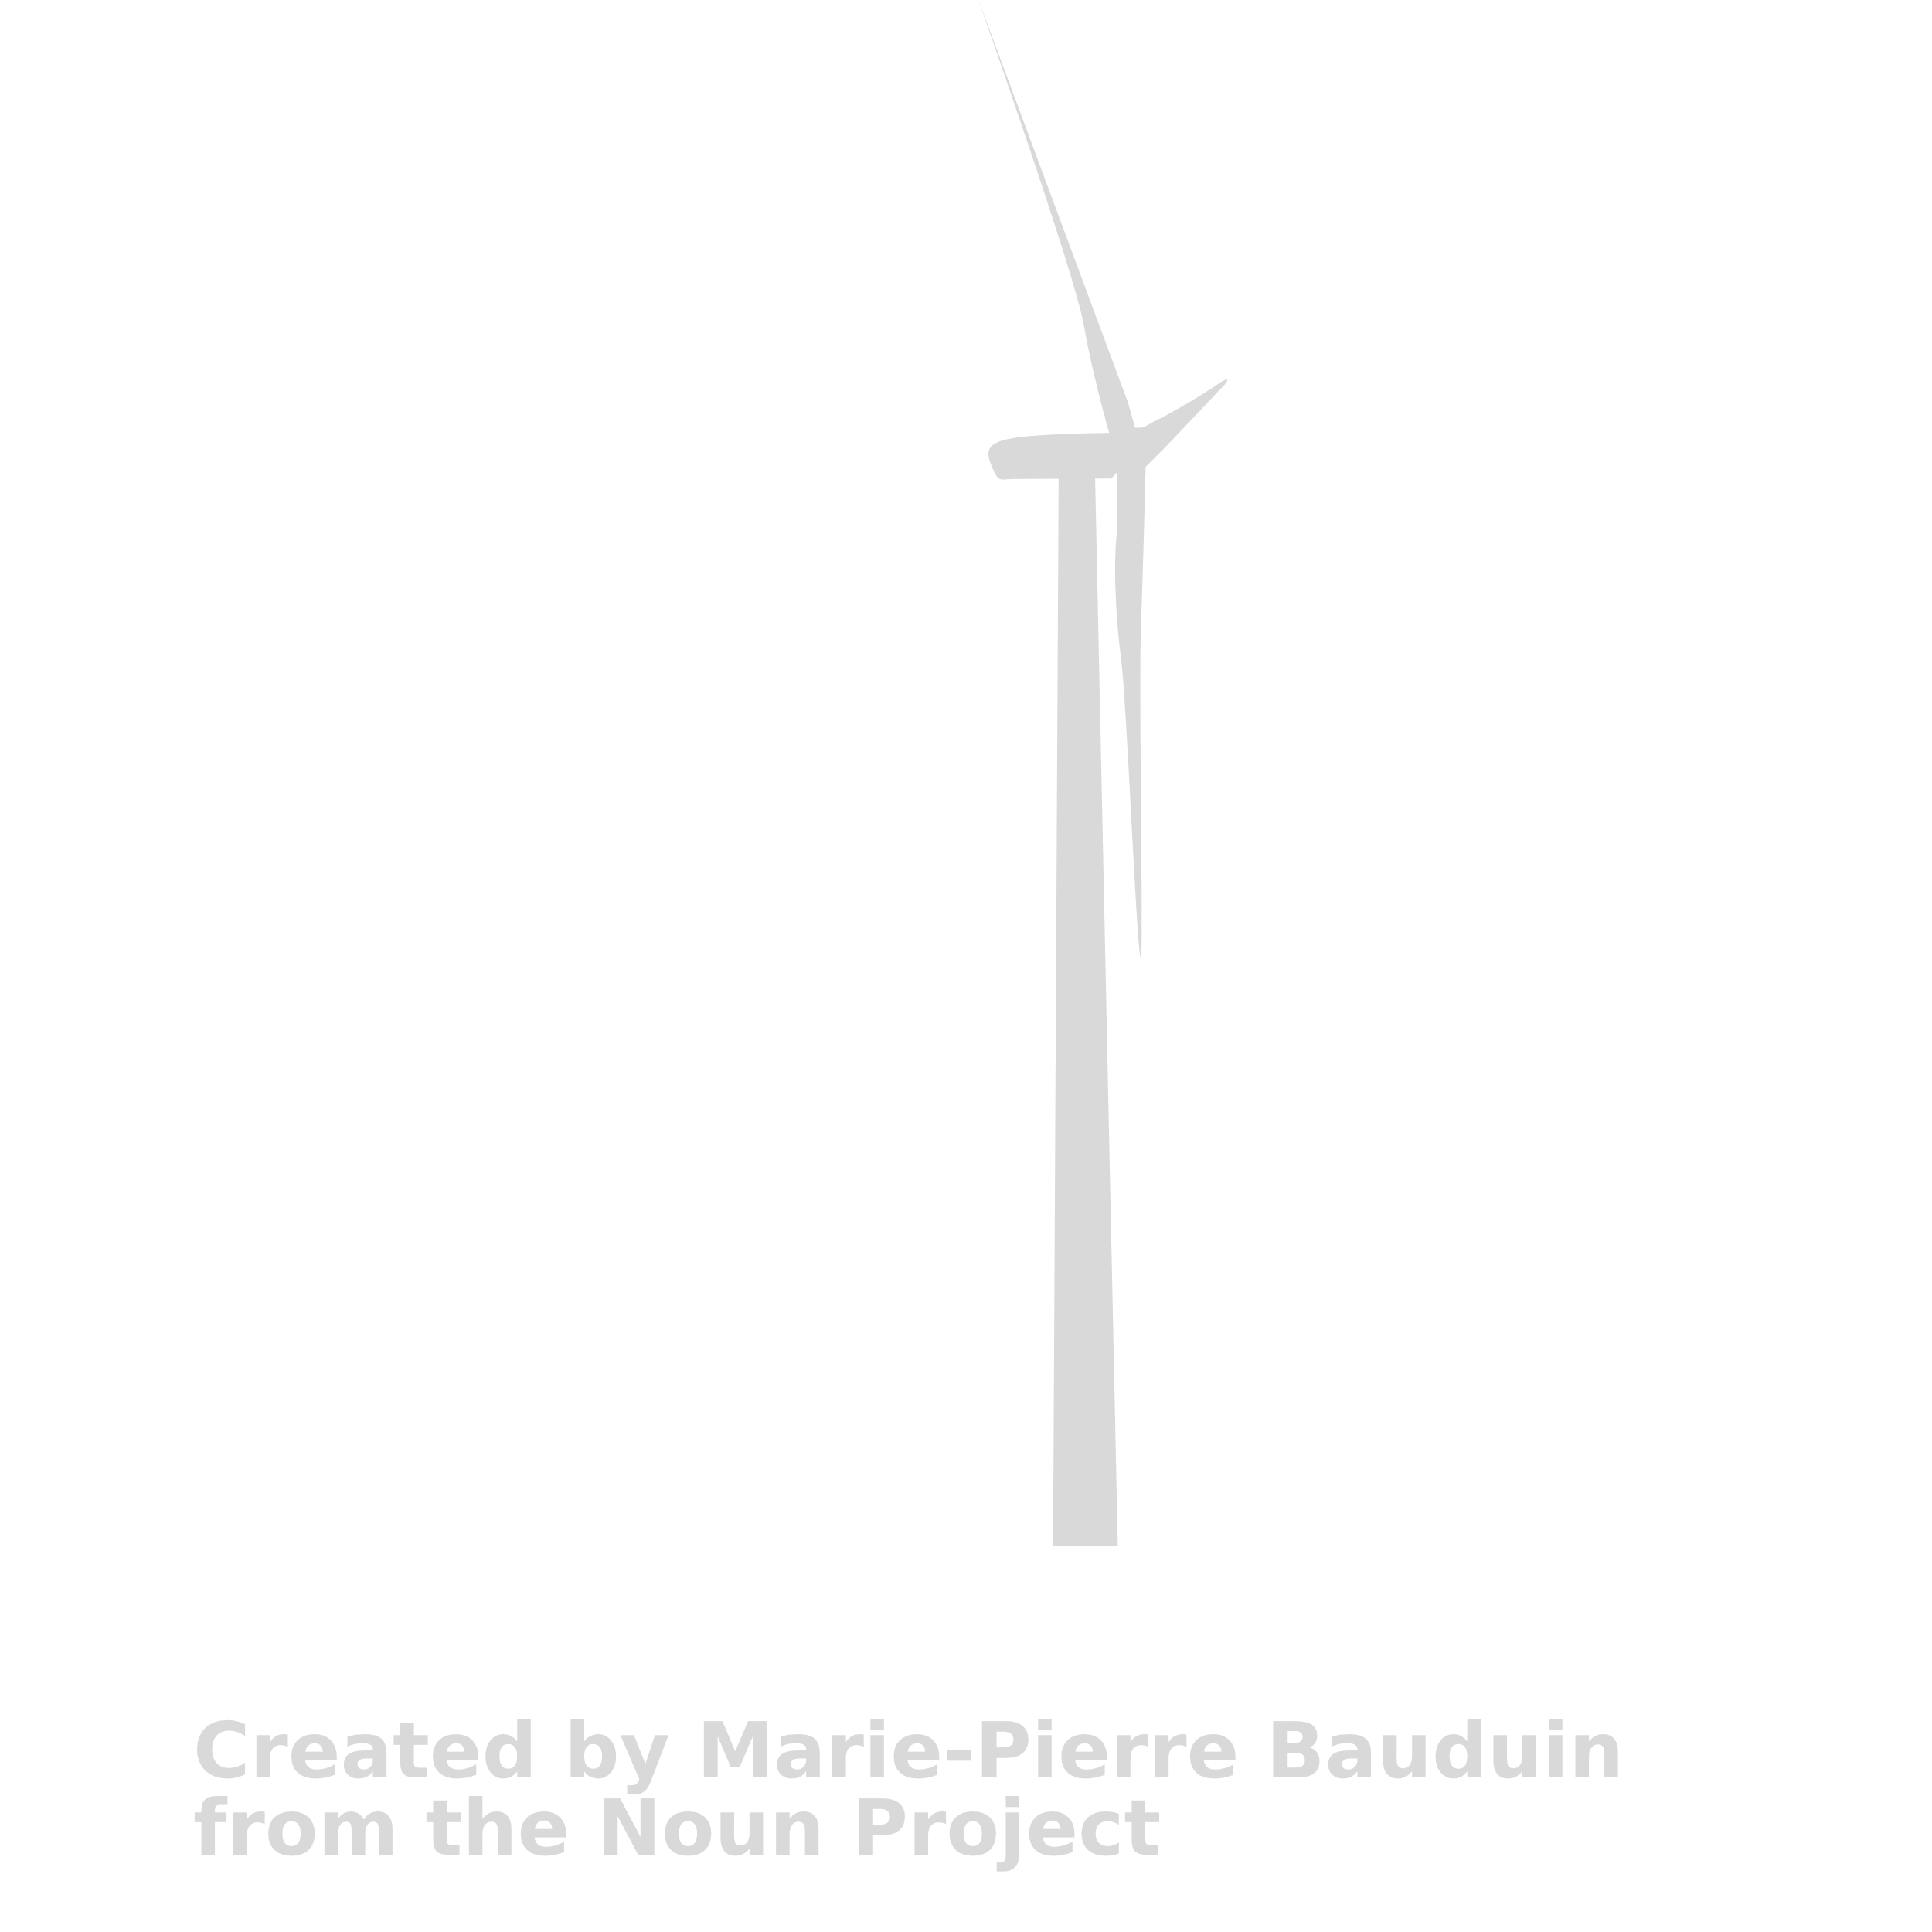 Created by Marie-Pierre Bauduin
from the Noun Project